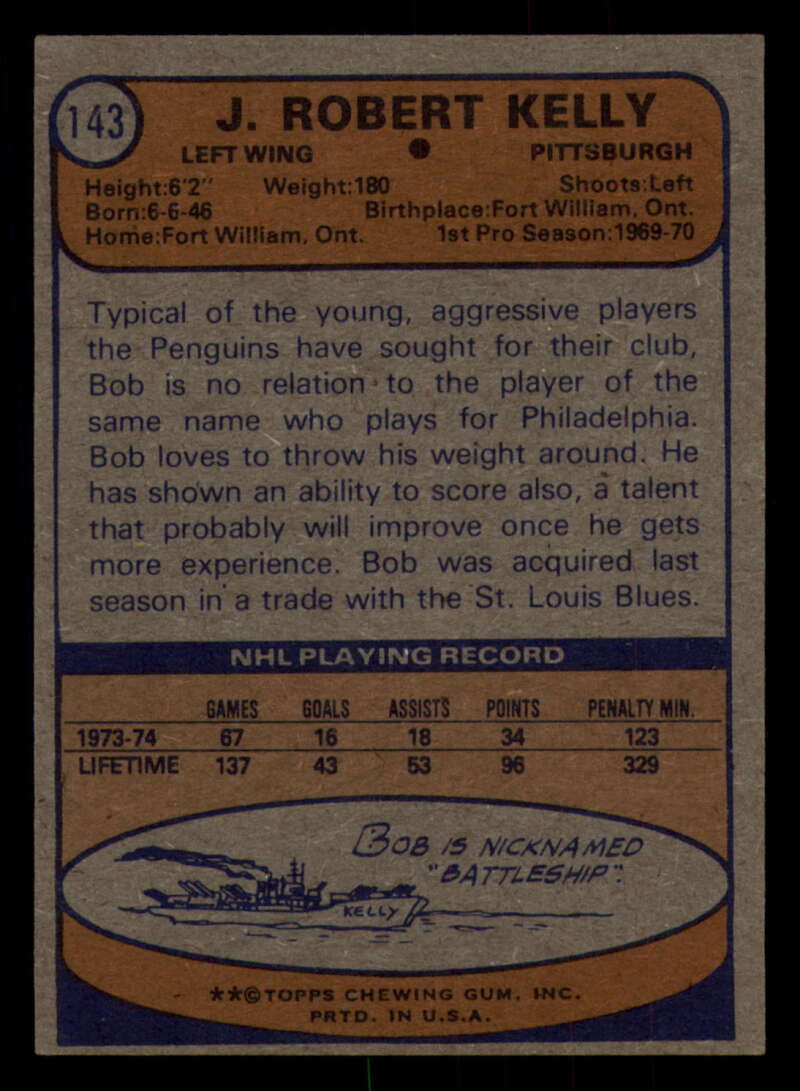 143
J. ROBERT KELLY
LEFT WING ● PITTSBURGH
Height:6'2" Weight:180 Shoots:Left
Born:6-6-46 Birthplace:Fort William, Ont.
Home:Fort William, Ont. 1st Pro Season:1969-70
Typical of the young, aggressive players
the Penguins have sought for their club,
Bob is no relation to the player of the
same name who plays for Philadelphia.
Bob loves to throw his weight around. He
has shown an ability to score also, a talent
that probably will improve once he gets
more experience. Bob was acquired last
season in a trade with the St. Louis Blues.
NHL PLAYING RECORD
GAMES GOALS ASSISTS POINTS PENALTY MIN.
1973-74 67 16 18 34 123
LIFETIME 137 43 53 96 329
BOB IS NICKNAMED
"BATTLESHIP".
KELLY
**©TOPPS CHEWING GUM, INC.
PRTD. IN U.S.A.